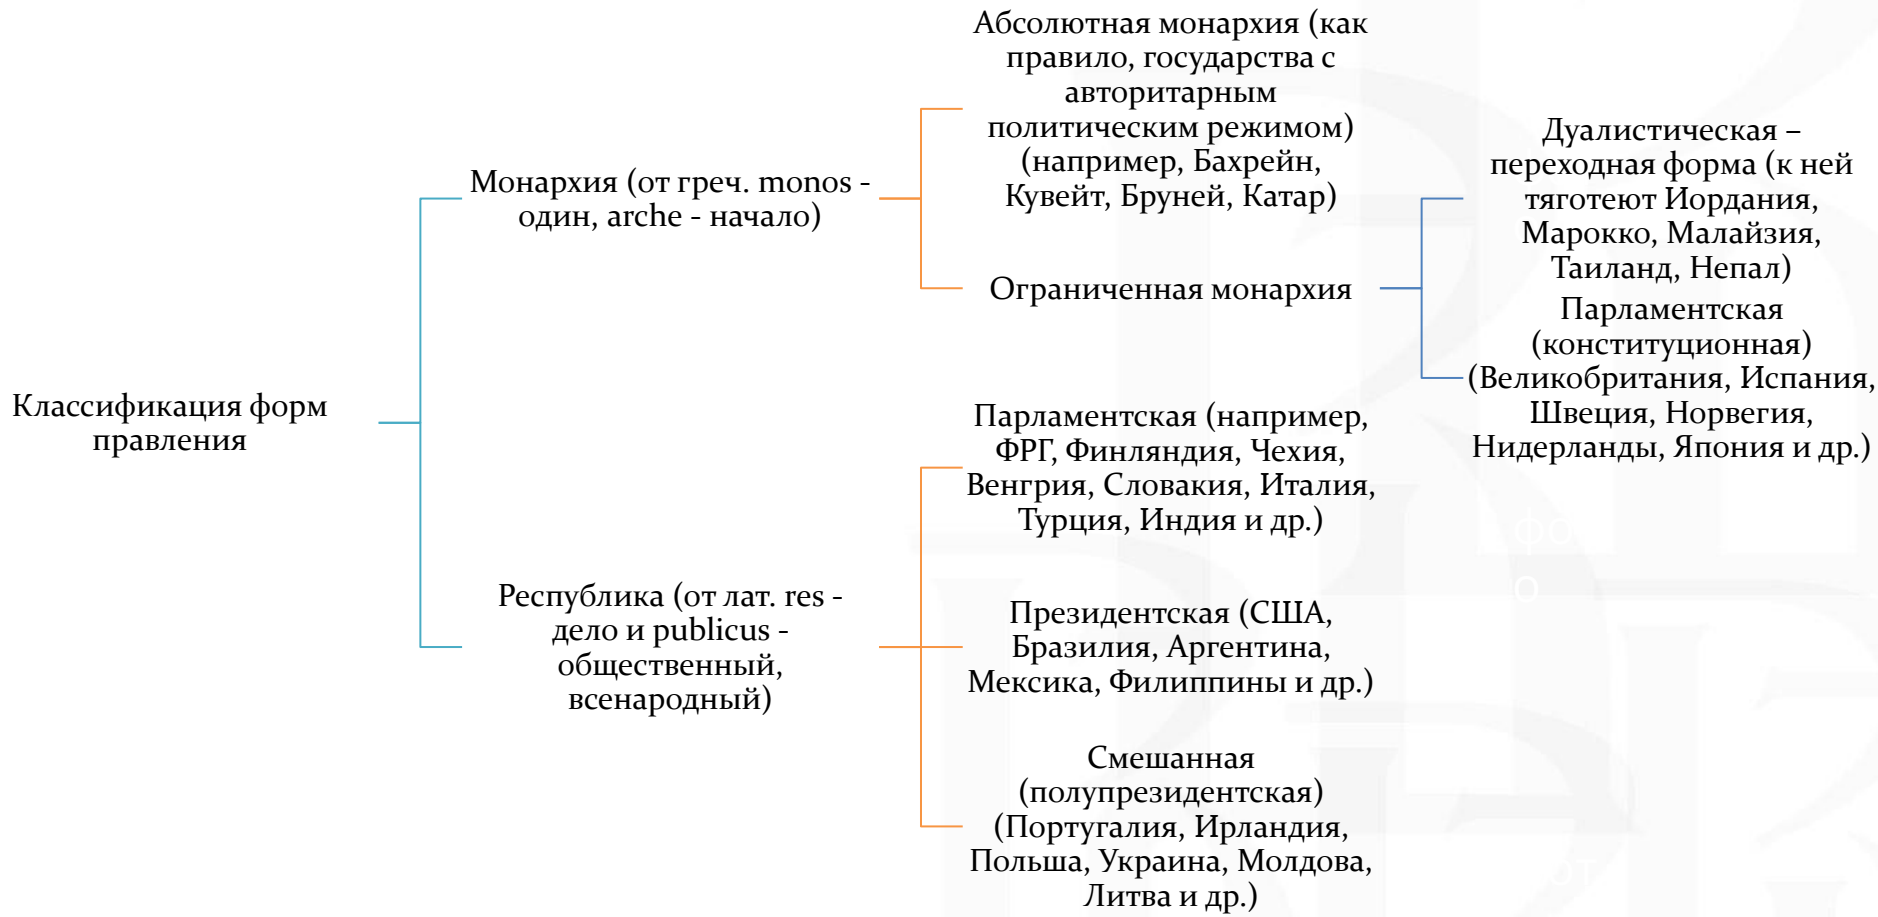 Классификация форм
правления
Монархия (от греч. monos -
один, arche - начало)
Абсолютная монархия (как
правило, государства с
авторитарным
политическим режимом)
(например, Бахрейн,
Кувейт, Бруней, Катар)
Ограниченная монархия
Дуалистическая –
переходная форма (к ней
тяготеют Иордания,
Марокко, Малайзия,
Таиланд, Непал)
Парламентская
(конституционная)
(Великобритания, Испания,
Швеция, Норвегия,
Нидерланды, Япония и др.)
Республика (от лат. res -
дело и publicus -
общественный,
всенародный)
Парламентская (например,
ФРГ, Финляндия, Чехия,
Венгрия, Словакия, Италия,
Турция, Индия и др.)
Президентская (США,
Бразилия, Аргентина,
Мексика, Филиппины и др.)
Смешанная
(полупрезидентская)
(Португалия, Ирландия,
Польша, Украина, Молдова,
Литва и др.)